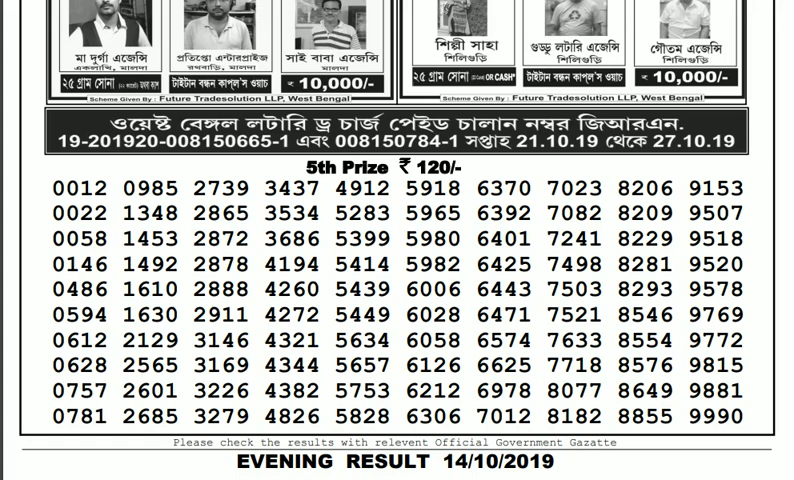 মা দুর্গা এজেন্সি
একলাখি, মালদা
২৫ গ্রাম সোনা
প্রতিপ্তো এন্টারপ্রাইজ
রথবাড়ি, মালদা
টাইটান বন্ধন কাপ্‌ল'স ওয়াচ
সাই বাবা এজেন্সি
মালদা
₹ 10,000/-
Scheme Given By : Future Tradesolution LLP, West Bengal
শিল্পী সাহা
শিলিগুড়ি
২৫ গ্রাম সোনা OR CASH*
গুড্ডু লটারি এজেন্সি
শিলিগুড়ি
টাইটান বন্ধন কাপ্‌ল'স ওয়াচ
গৌতম এজেন্সি
শিলিগুড়ি
₹ 10,000/-
Scheme Given By : Future Tradesolution LLP, West Bengal
ওয়েষ্ট বেঙ্গল লটারি ড্র চার্জ পেইড চালান নম্বর জিআরএন.
19-201920-008150665-1 এবং 008150784-1 সপ্তাহ 21.10.19 থেকে 27.10.19
5th Prize ₹ 120/-
0012 0985 2739 3437 4912 5918 6370 7023 8206 9153
0022 1348 2865 3534 5283 5965 6392 7082 8209 9507
0058 1453 2872 3686 5399 5980 6401 7241 8229 9518
0146 1492 2878 4194 5414 5982 6425 7498 8281 9520
0486 1610 2888 4260 5439 6006 6443 7503 8293 9578
0594 1630 2911 4272 5449 6028 6471 7521 8546 9769
0612 2129 3146 4321 5634 6058 6574 7633 8554 9772
0628 2565 3169 4344 5657 6126 6625 7718 8576 9815
0757 2601 3226 4382 5753 6212 6978 8077 8649 9881
0781 2685 3279 4826 5828 6306 7012 8182 8855 9990
Please check the results with relevent Official Government Gazatte
EVENING RESULT 14/10/2019